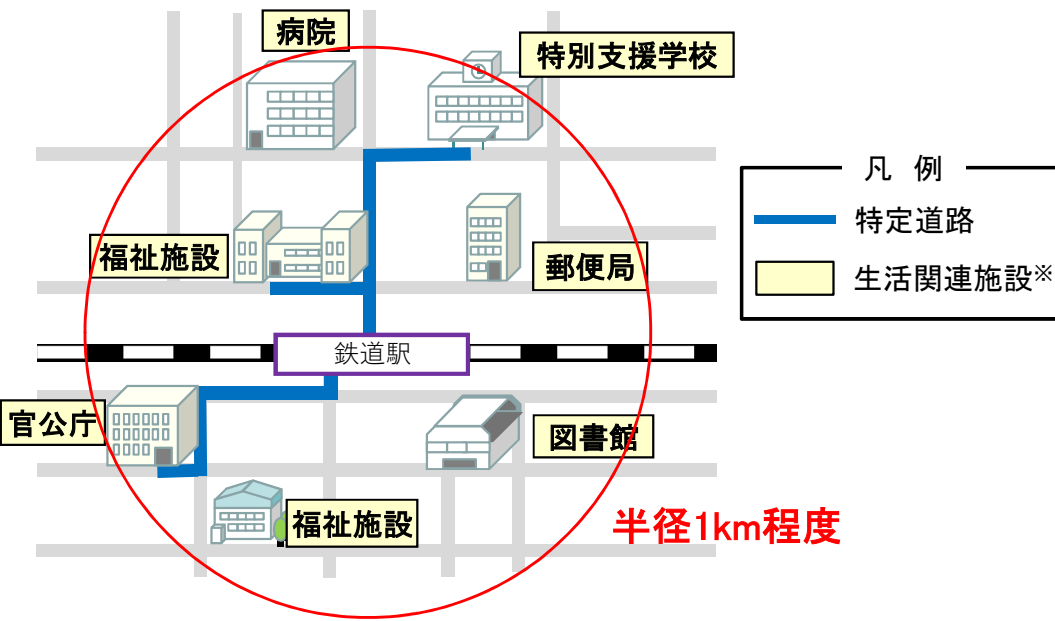 病院
特別支援学校
凡 例
特定道路
福祉施設
郵便局
生活関連施設※
鉄道駅
官公庁
図書館
福祉施設
半径1km程度